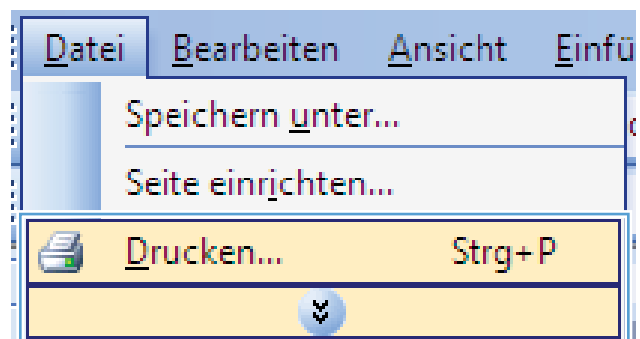 Datei Bearbeiten Ansicht
Speichern unter...
Seite einrichten...
Drucken... Strg+P